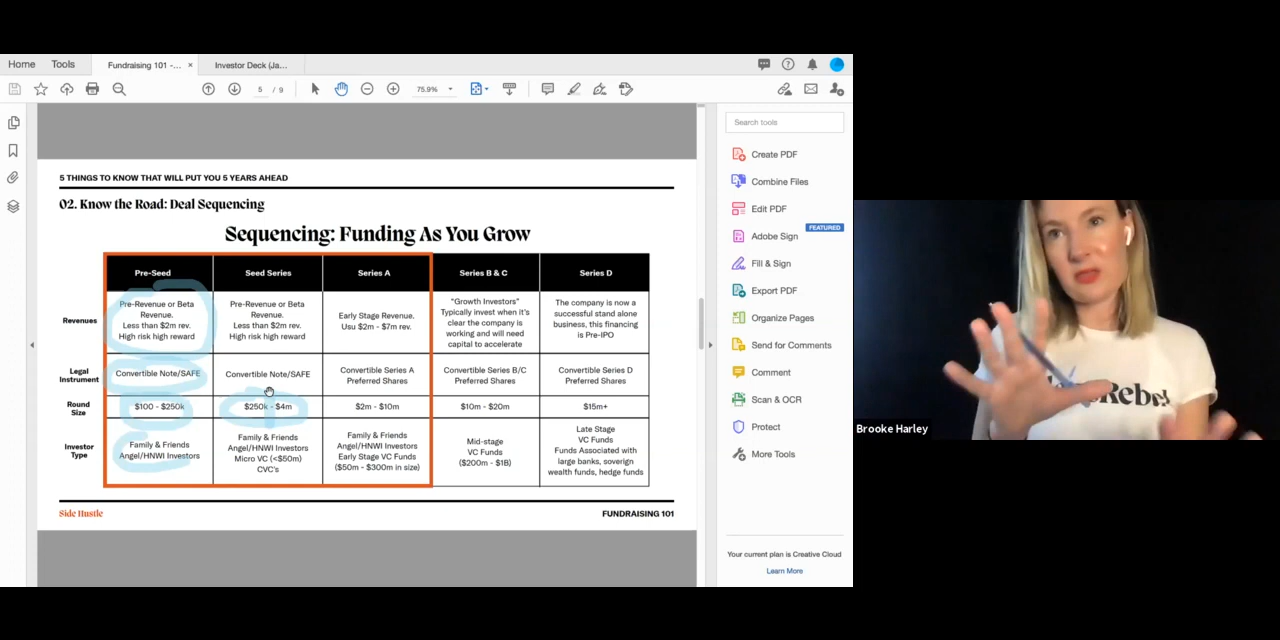 Home Tools Fundraising 101 -... × Investor Deck (Ja...
5 / 9 75.9%
Search tools
Create PDF
Combine Files
Edit PDF
FEATURED
Adobe Sign
Fill & Sign
Export PDF
Organize Pages
Send for Comments
Comment
Scan & OCR
Protect
More Tools
Your current plan is Creative Cloud
Learn More
5 THINGS TO KNOW THAT WILL PUT YOU 5 YEARS AHEAD
02. Know the Road: Deal Sequencing
Sequencing: Funding As You Grow
Pre-Seed Seed Series Series A Series B & C Series D
Revenues
Pre-Revenue or Beta
Revenue.
Less than $2m rev.
High risk high reward
Pre-Revenue or Beta
Revenue.
Less than $2m rev.
High risk high reward
Early Stage Revenue.
Usu $2m - $7m rev.
"Growth Investors"
Typically invest when it's
clear the company is
working and will need
capital to accelerate
The company is now a
successful stand alone
business, this financing
is Pre-IPO
Legal
Instrument
Convertible Note/SAFE
Convertible Note/SAFE
Convertible Series A
Preferred Shares
Convertible Series B/C
Preferred Shares
Convertible Series D
Preferred Shares
Round
Size
$100 - $250k
$250k - $4m
$2m - $10m
$10m - $20m
$15m+
Investor
Type
Family & Friends
Angel/HNWI Investors
Family & Friends
Angel/HNWI Investors
Micro VC (<$50m)
CVC's
Family & Friends
Angel/HNWI Investors
Early Stage VC Funds
($50m - $300m in size)
Mid-stage
VC Funds
($200m - $1B)
Late Stage
VC Funds
Funds Associated with
large banks, soverign
wealth funds, hedge funds
Side Hustle
FUNDRAISING 101
Brooke Harley